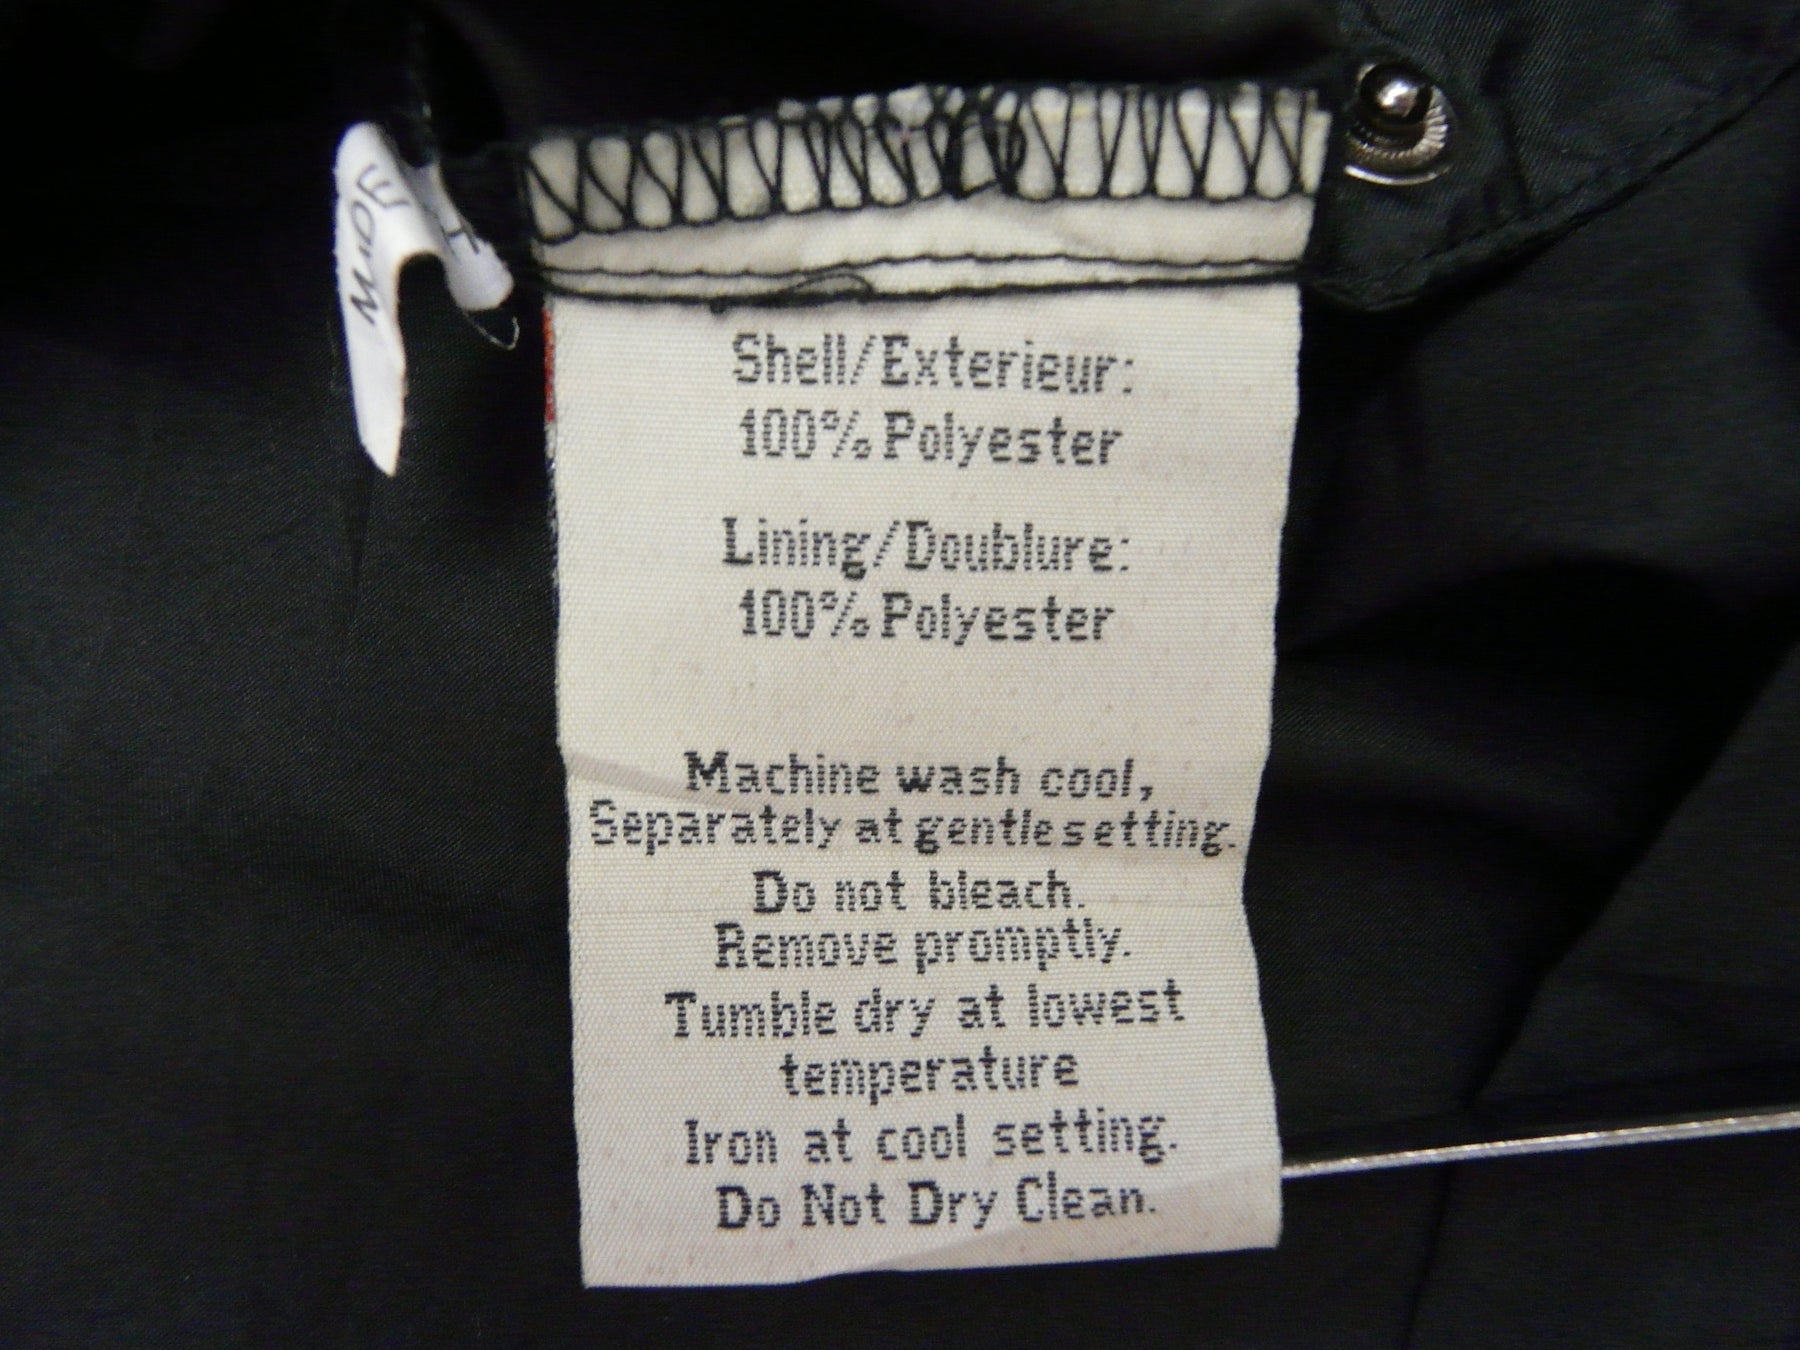 Shell/Exterieur:
100% Polyester
Lining/Doublure:
100% Polyester
Machine wash cool,
Separately at gentle setting.
Do not bleach.
Remove promptly.
Tumble dry at lowest
temperature
Iron at cool setting.
Do Not Dry Clean.